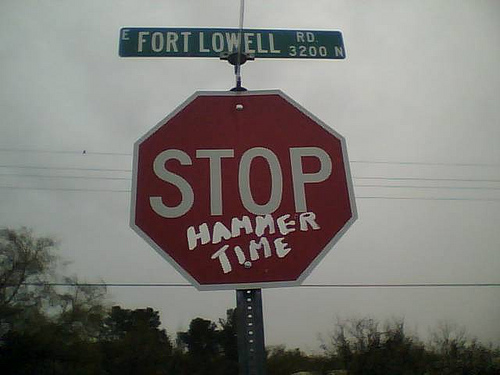 E FORT LOWELL RD. 3200 N
STOP
HAMMER
TIME